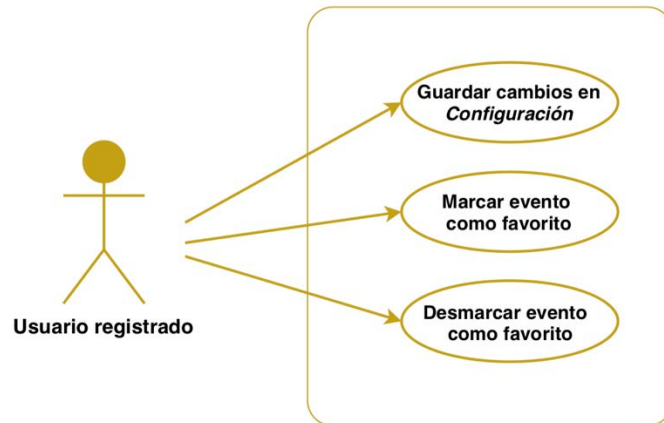 Guardar cambios en
Configuración
Marcar evento
como favorito
Desmarcar evento
como favorito
Usuario registrado